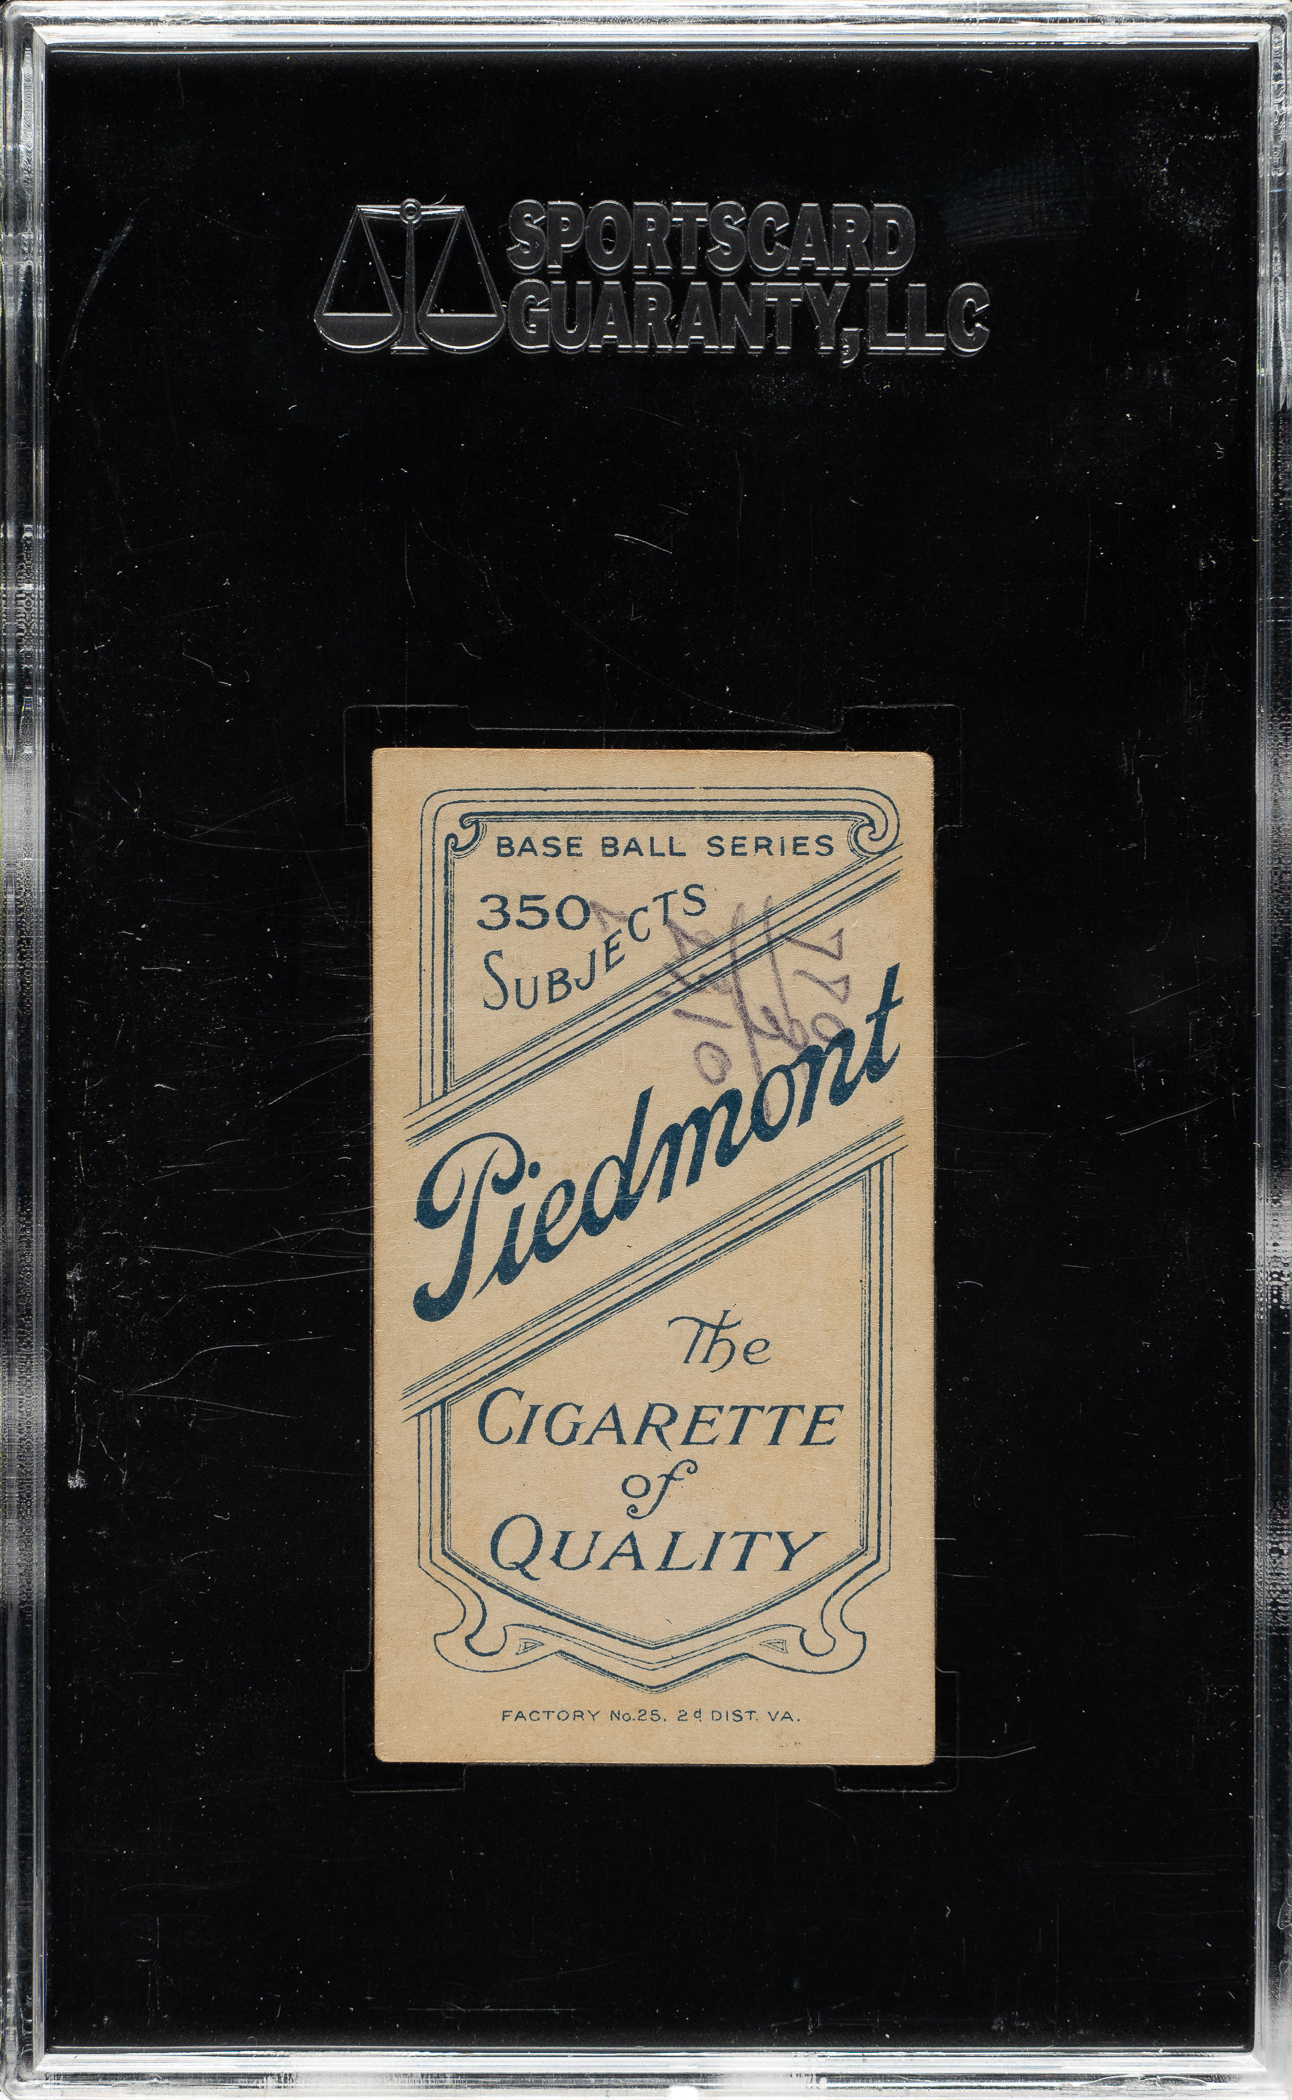 SPORTSCARD
GUARANTY, LLC
BASE BALL SERIES
350
SUBJECTS
Piedmont
The
CIGARETTE
of
QUALITY
FACTORY No.25. 2d DIST. VA.